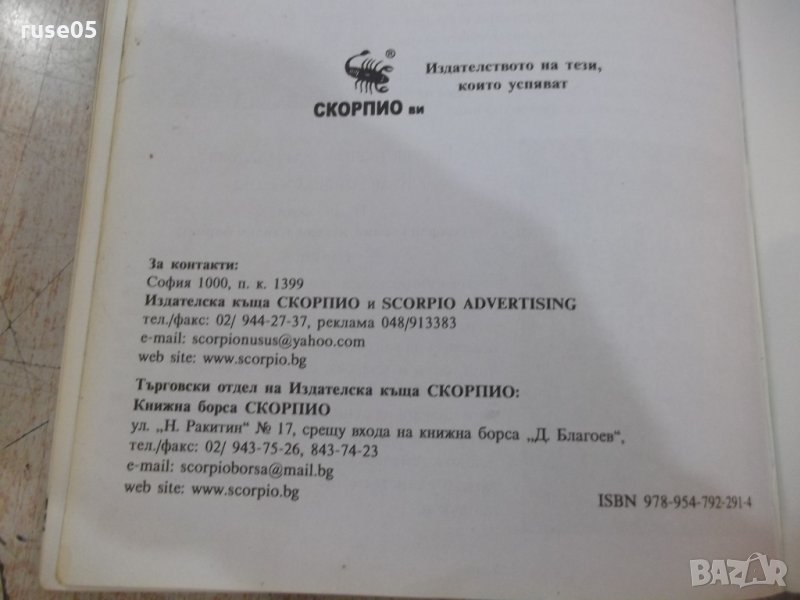 ruse05
®
Издателството на тези,
които успяват
СКОРПИО ви
За контакти:
София 1000, п. к. 1399
Издателска къща СКОРПИО и SCORPIO ADVERTISING
тел./факс: 02/ 944-27-37, реклама 048/913383
e-mail: scorpionusus@yahoo.com
web site: www.scorpio.bg
Търговски отдел на Издателска къща СКОРПИО:
Книжна борса СКОРПИО
ул. „Н. Ракитин“ № 17, срещу входа на книжна борса „Д. Благоев“,
тел./факс: 02/ 943-75-26, 843-74-23
e-mail: scorpioborsa@mail.bg
web site: www.scorpio.bg
ISBN 978-954-792-291-4
BAZAR